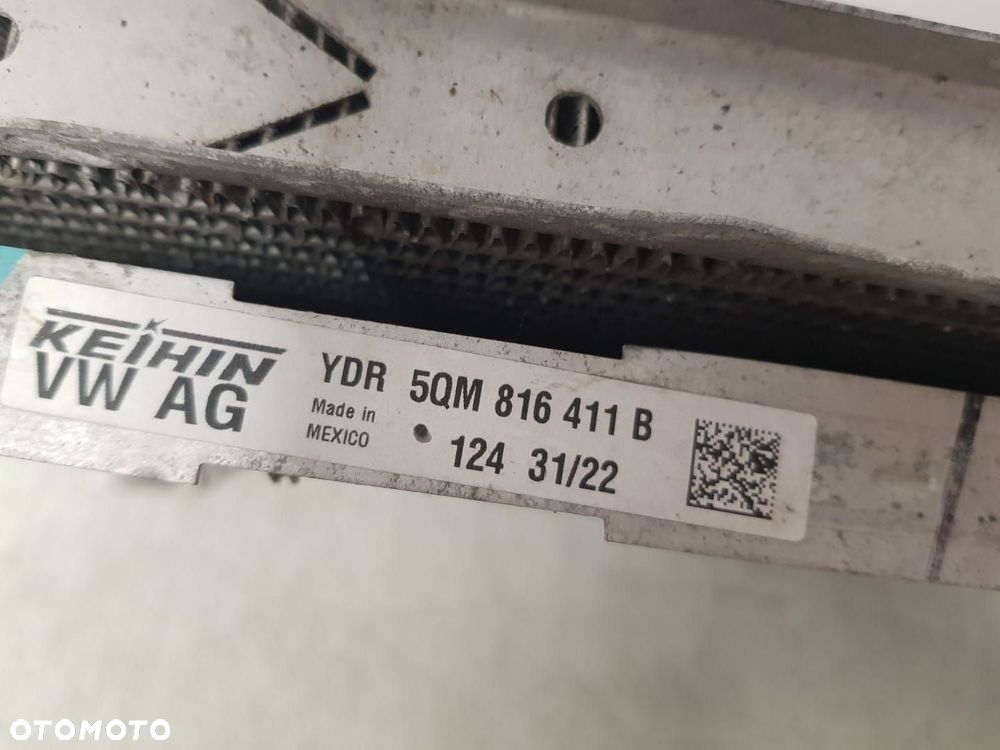 KEIHIN
VW AG
YDR 5QM 816 411 B
Made in
MEXICO
124 31/22
OTOMOTO